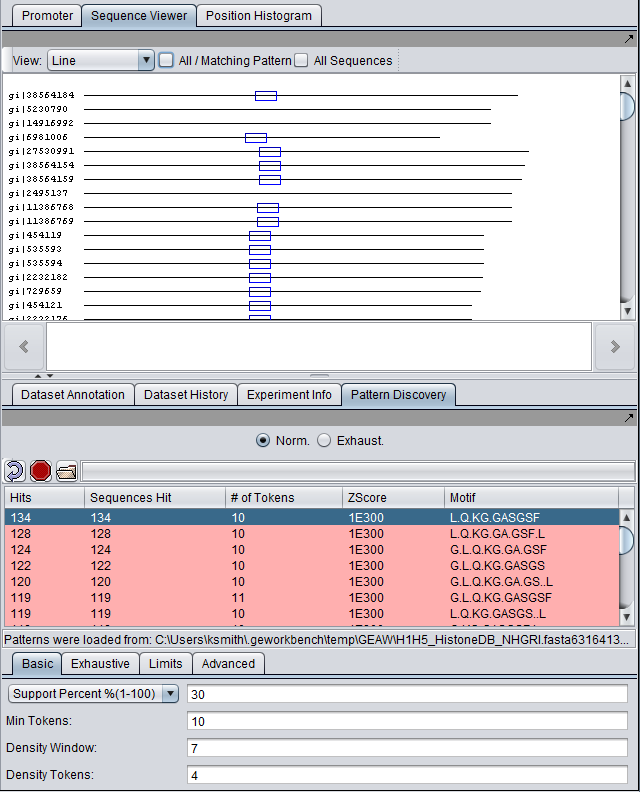 Promoter Sequence Viewer Position Histogram
View: Line All / Matching Pattern All Sequences
gi|38564184
gi|5230790
gi|14916992
gi|6981006
gi|27530991
gi|38564154
gi|38564159
gi|2495137
gi|11386768
gi|11386769
gi|454119
gi|535593
gi|535594
gi|2232182
gi|729659
gi|454121
gi|2232176
Dataset Annotation Dataset History Experiment Info Pattern Discovery
Norm. Exhaust.
Hits Sequences Hit # of Tokens ZScore Motif
134 134 10 1E300 L.Q.KG.GASGSF
128 128 10 1E300 L.Q.KG.GA.GSF.L
124 124 10 1E300 G.L.Q.KG.GA.GSF
122 122 10 1E300 G.L.Q.KG.GASGS
120 120 10 1E300 G.L.Q.KG.GA.GS..L
119 119 11 1E300 G.L.Q.KG.GASGSF
119 119 10 1E300 L.Q.KG.GASGS..L
Patterns were loaded from: C:\Users\ksmith\.geworkbench\temp\GEAW\H1H5_HistoneDB_NHGRI.fasta6316413...
Basic Exhaustive Limits Advanced
Support Percent %(1-100) 30
Min Tokens: 10
Density Window: 7
Density Tokens: 4